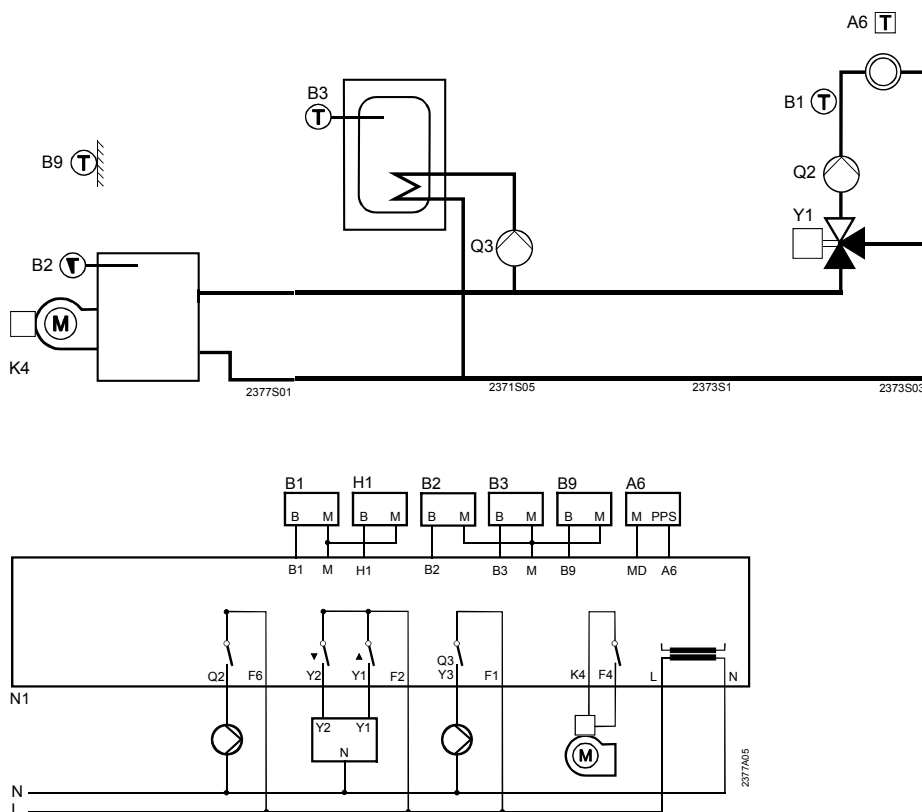 A6 T
B3
T
B1 T
B9 T
Q2
Y1
Q3
B2 T
M
K4
2377S01
2371S05
2373S1
2373S03
B1 H1 B2 B3 B9 A6
B M B M B M B M B M M PPS
B1 M H1 B2 B3 M B9 MD A6
Q3
Q2 F6 Y2 Y1 F2 Y3 F1 K4 F4 L N
N1
Y2 Y1
N
M
2377A05
N
L